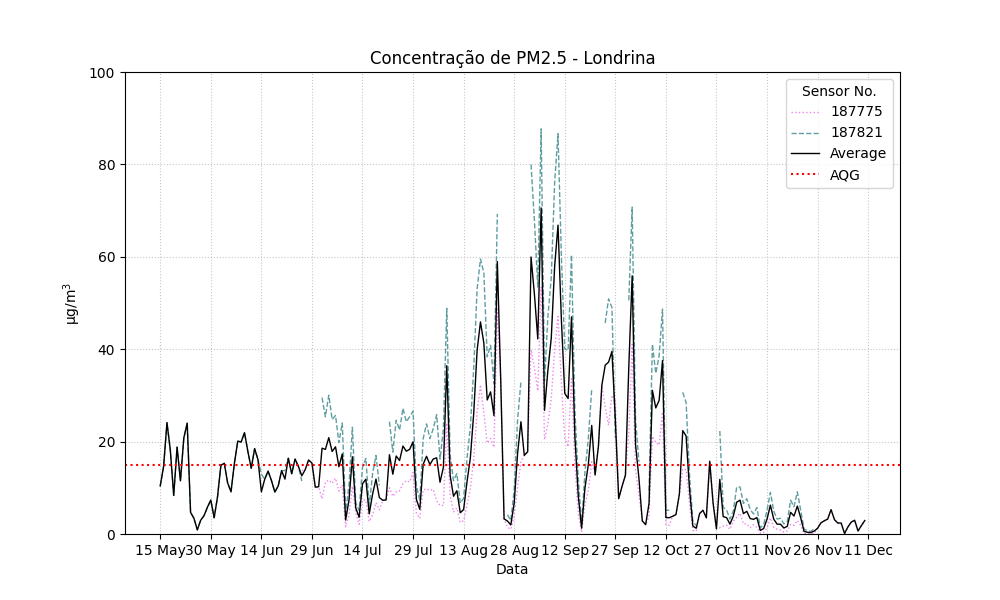 Concentração de PM2.5 - Londrina
Sensor No.
187775
187821
Average
AQG
100
80
60
40
20
0
µg/m³
15 May 30 May 14 Jun 29 Jun 14 Jul 29 Jul 13 Aug 28 Aug 12 Sep 27 Sep 12 Oct 27 Oct 11 Nov 26 Nov 11 Dec
Data